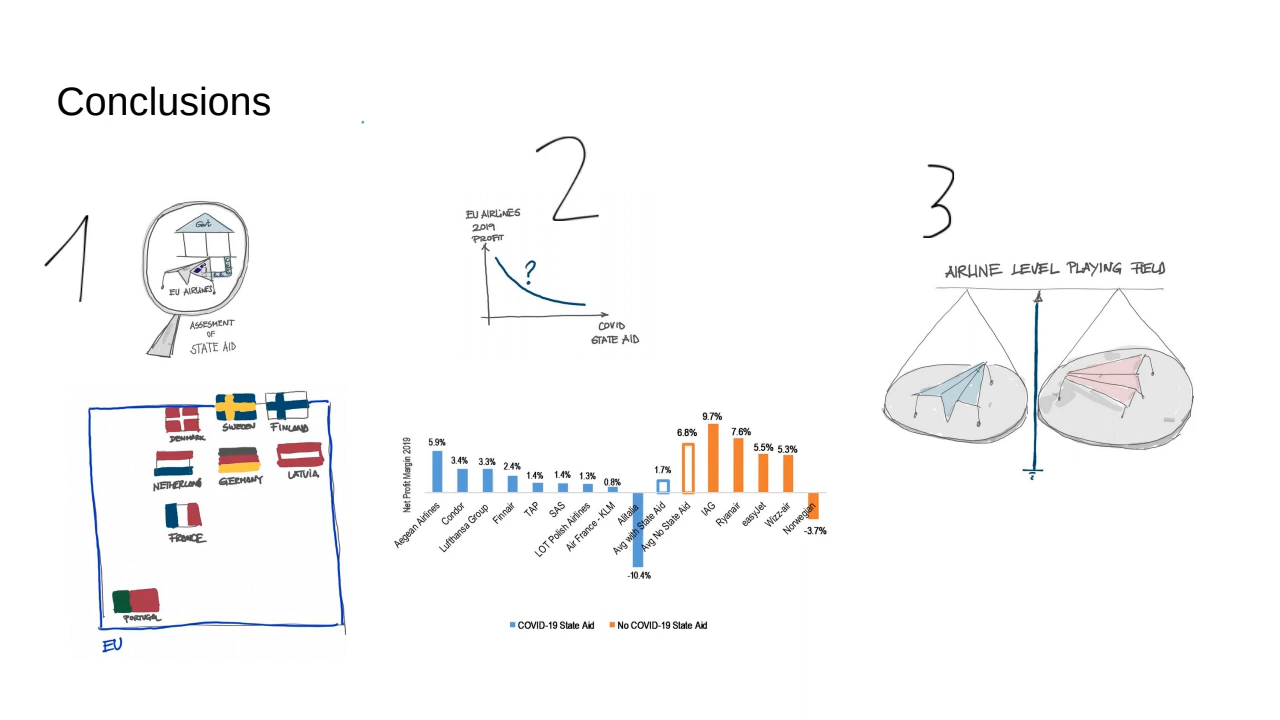 Conclusions
1
Govt
EU AIRLINES
ASSESMENT
OF
STATE AID
DENMARK
SWEDEN
FINLAND
NETHERLAND
GERMANY
LATVIA
FRANCE
PORTUGAL
EU
2
EU AIRLINES
2019
PROFIT
?
COVID
STATE AID
Net Profit Margin 2019
5.9%
3.4%
3.3%
2.4%
1.4%
1.4%
1.3%
0.8%
-10.4%
1.7%
6.8%
9.7%
7.6%
5.5%
5.3%
-3.7%
Aegean Airlines
Condor
Lufthansa Group
Finnair
TAP
SAS
LOT Polish Airlines
Air France - KLM
Alitalia
Avg with State Aid
Avg No State Aid
IAG
Ryanair
easyJet
Wizz-air
Norwegian
COVID-19 State Aid
No COVID-19 State Aid
3
AIRLINE LEVEL PLAYING FIELD